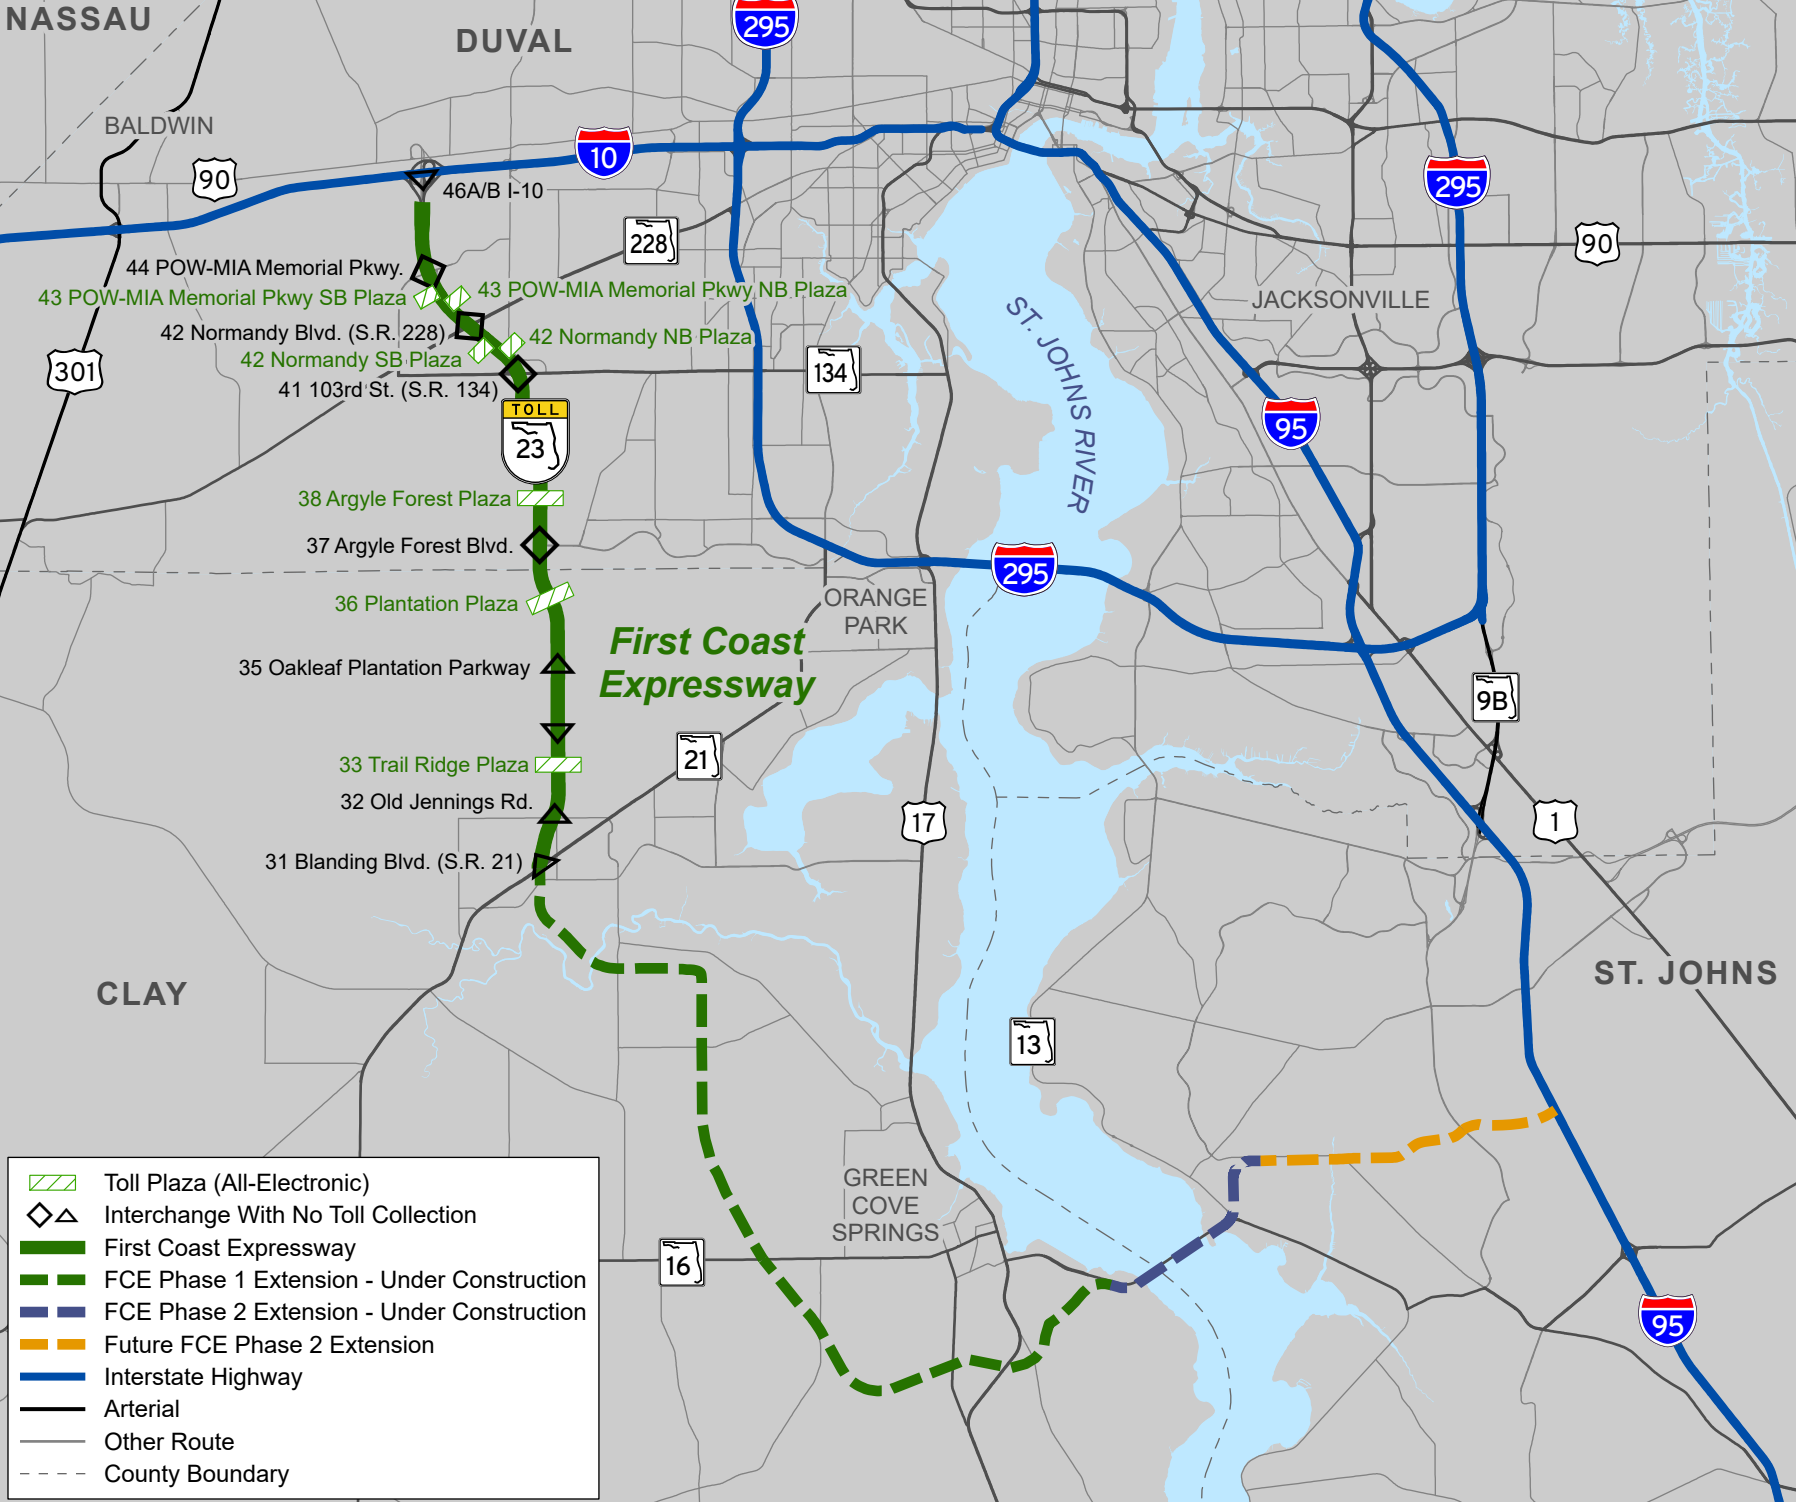 NASSAU
DUVAL
295
BALDWIN
90
10
46A/B I-10
295
228
90
44 POW-MIA Memorial Pkwy.
43 POW-MIA Memorial Pkwy SB Plaza
43 POW-MIA Memorial Pkwy NB Plaza
JACKSONVILLE
42 Normandy Blvd. (S.R. 228)
42 Normandy NB Plaza
42 Normandy SB Plaza
301
134
41 103rd St. (S.R. 134)
ST. JOHNS RIVER
TOLL
23
95
38 Argyle Forest Plaza
37 Argyle Forest Blvd.
295
36 Plantation Plaza
ORANGE
PARK
First Coast
Expressway
35 Oakleaf Plantation Parkway
9B
21
33 Trail Ridge Plaza
32 Old Jennings Rd.
17
1
31 Blanding Blvd. (S.R. 21)
CLAY
ST. JOHNS
13
GREEN
COVE
SPRINGS
16
95
Toll Plaza (All-Electronic)
Interchange With No Toll Collection
First Coast Expressway
FCE Phase 1 Extension - Under Construction
FCE Phase 2 Extension - Under Construction
Future FCE Phase 2 Extension
Interstate Highway
Arterial
Other Route
County Boundary